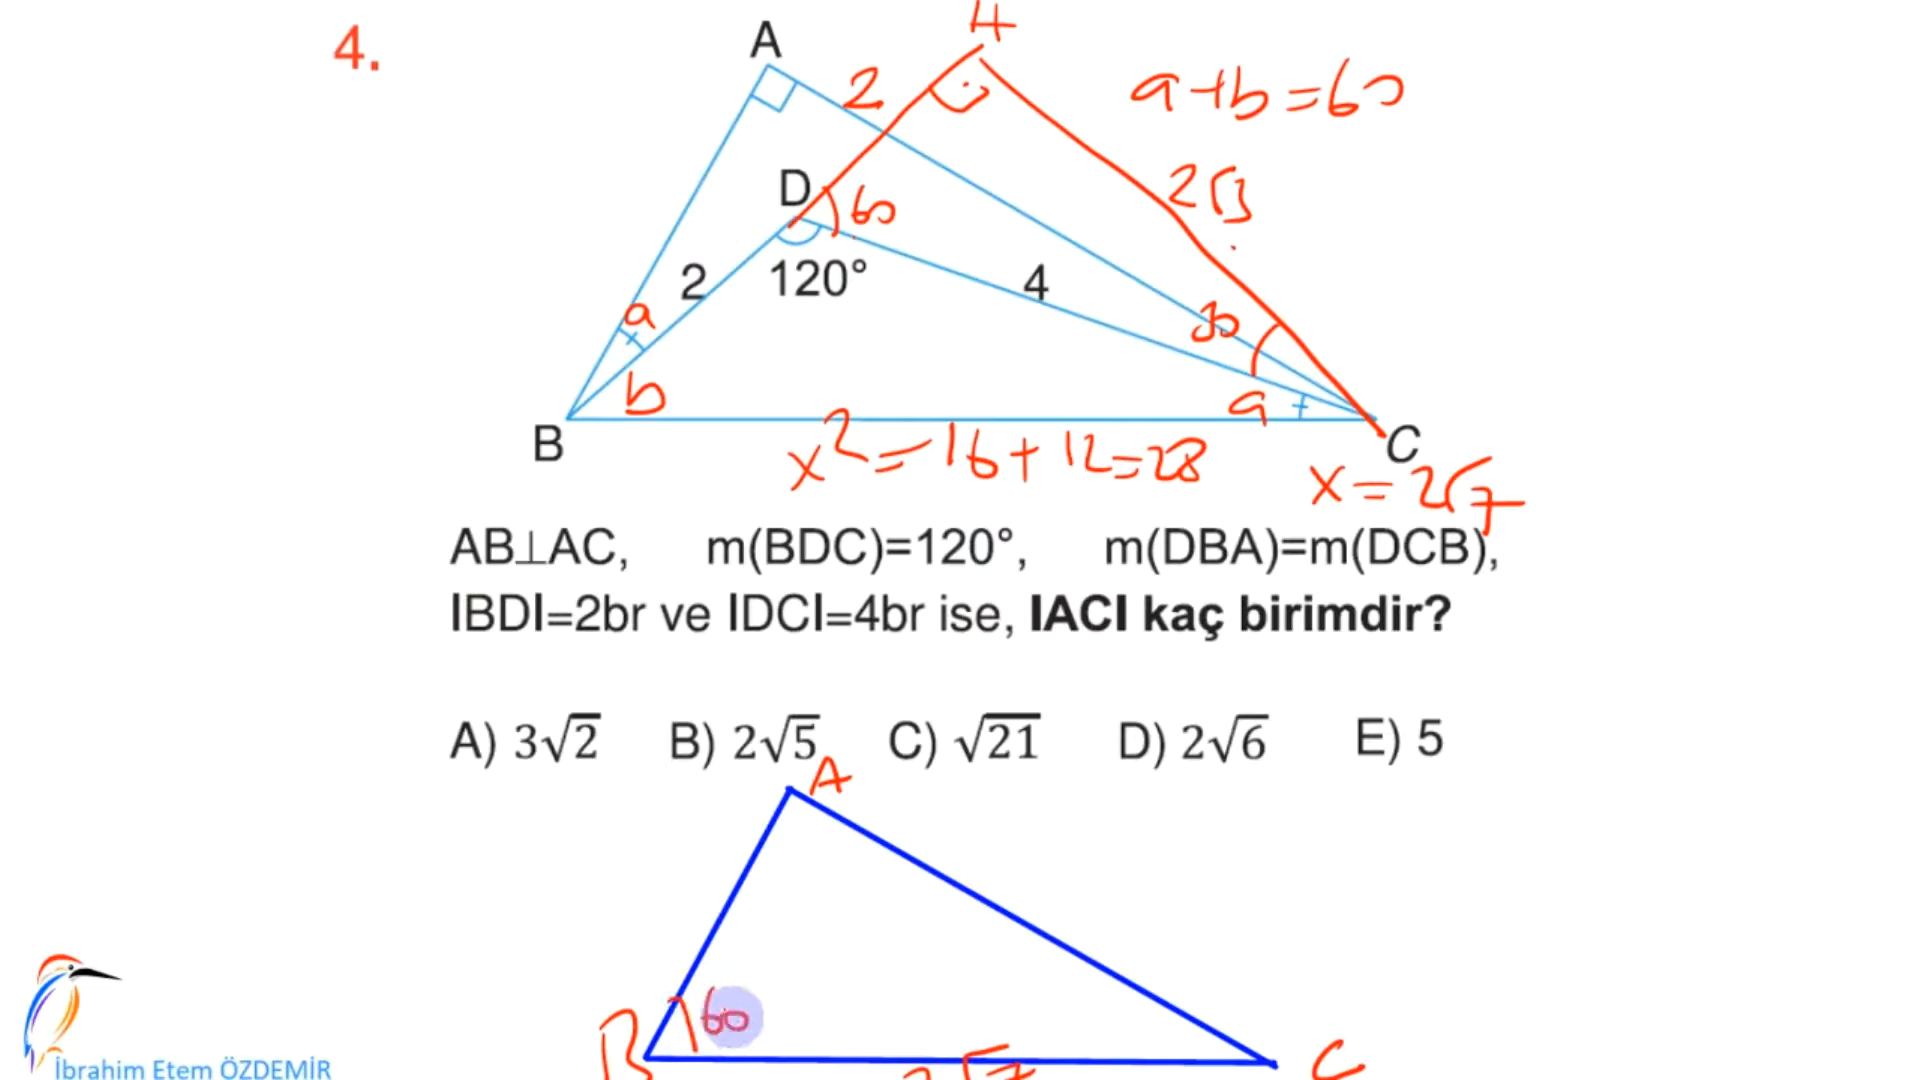 4.
A
4
2
a+b=60
D
60
2√3
2
120°
4
a
30
b
a
B
x²=16+12=28
C
x=2√7
AB⊥AC, m(BDC)=120°, m(DBA)=m(DCB),
IBDI=2br ve IDCI=4br ise, IACI kaç birimdir?
A) 3√2 B) 2√5 C) √21 D) 2√6 E) 5
A
60
B
2√7
C
İbrahim Etem ÖZDEMİR